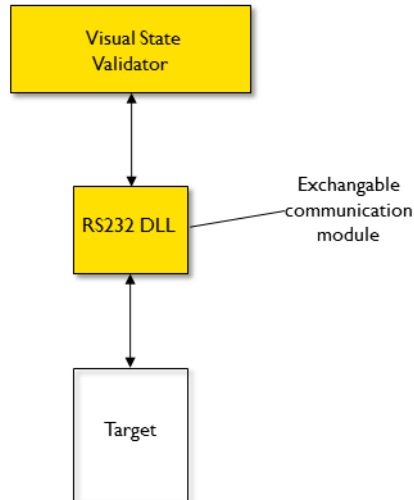 Visual State
Validator
RS232 DLL
Exchangable
communication
module
Target